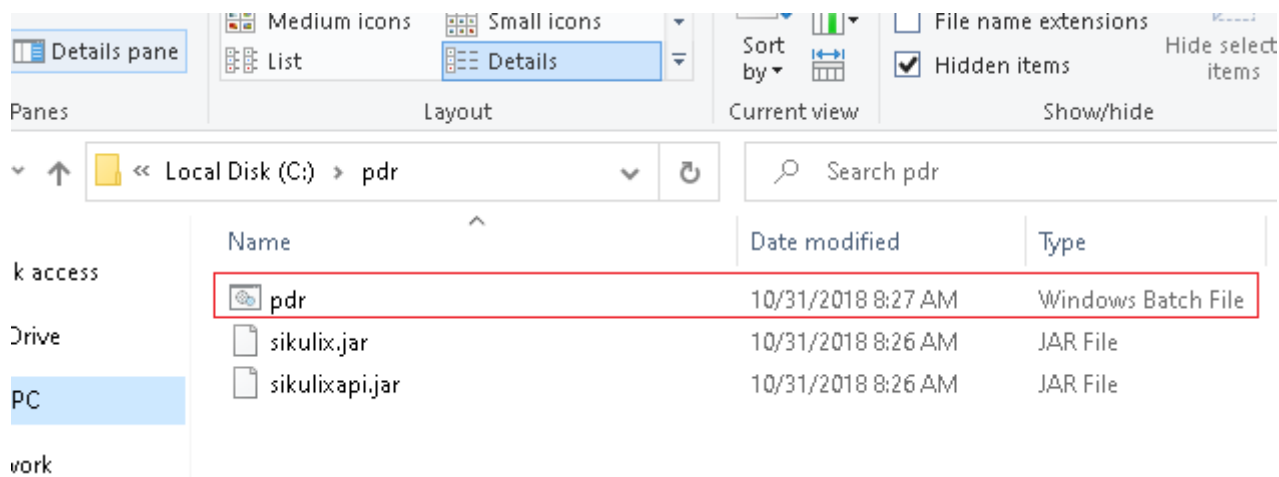 Medium icons Small icons File name extensions
Details pane Sort by Hide select items
List Details Hidden items
Panes Layout Current view Show/hide
« Local Disk (C:) > pdr Search pdr
Name Date modified Type
k access
pdr 10/31/2018 8:27 AM Windows Batch File
Drive sikulix.jar 10/31/2018 8:26 AM JAR File
PC sikulixapi.jar 10/31/2018 8:26 AM JAR File
work